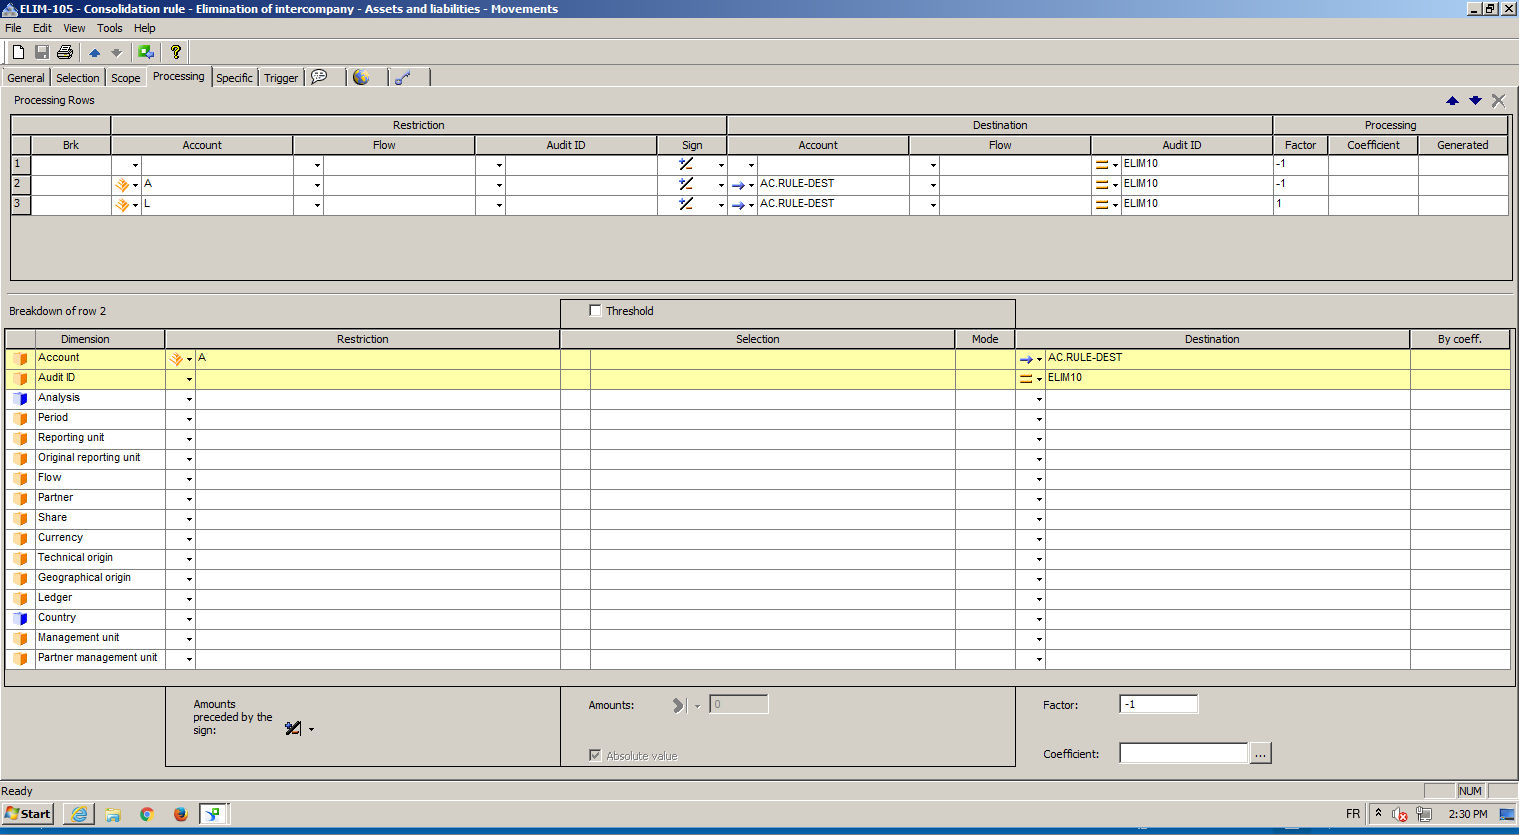 ELIM-105 - Consolidation rule - Elimination of intercompany - Assets and liabilities - Movements
File Edit View Tools Help
General Selection Scope Processing Specific Trigger
Processing Rows
Restriction Destination Processing
Brk Account Flow Audit ID Sign Account Flow Audit ID Factor Coefficient Generated
1 ELIM10 -1
2 A AC.RULE-DEST ELIM10 -1
3 L AC.RULE-DEST ELIM10 1
Breakdown of row 2 Threshold
Dimension Restriction Selection Mode Destination By coeff.
Account A AC.RULE-DEST
Audit ID ELIM10
Analysis
Period
Reporting unit
Original reporting unit
Flow
Partner
Share
Currency
Technical origin
Geographical origin
Ledger
Country
Management unit
Partner management unit
Amounts
preceded by the
sign:
Amounts: 0
Absolute value
Factor: -1
Coefficient: ...
Ready NUM
Start FR 2:30 PM